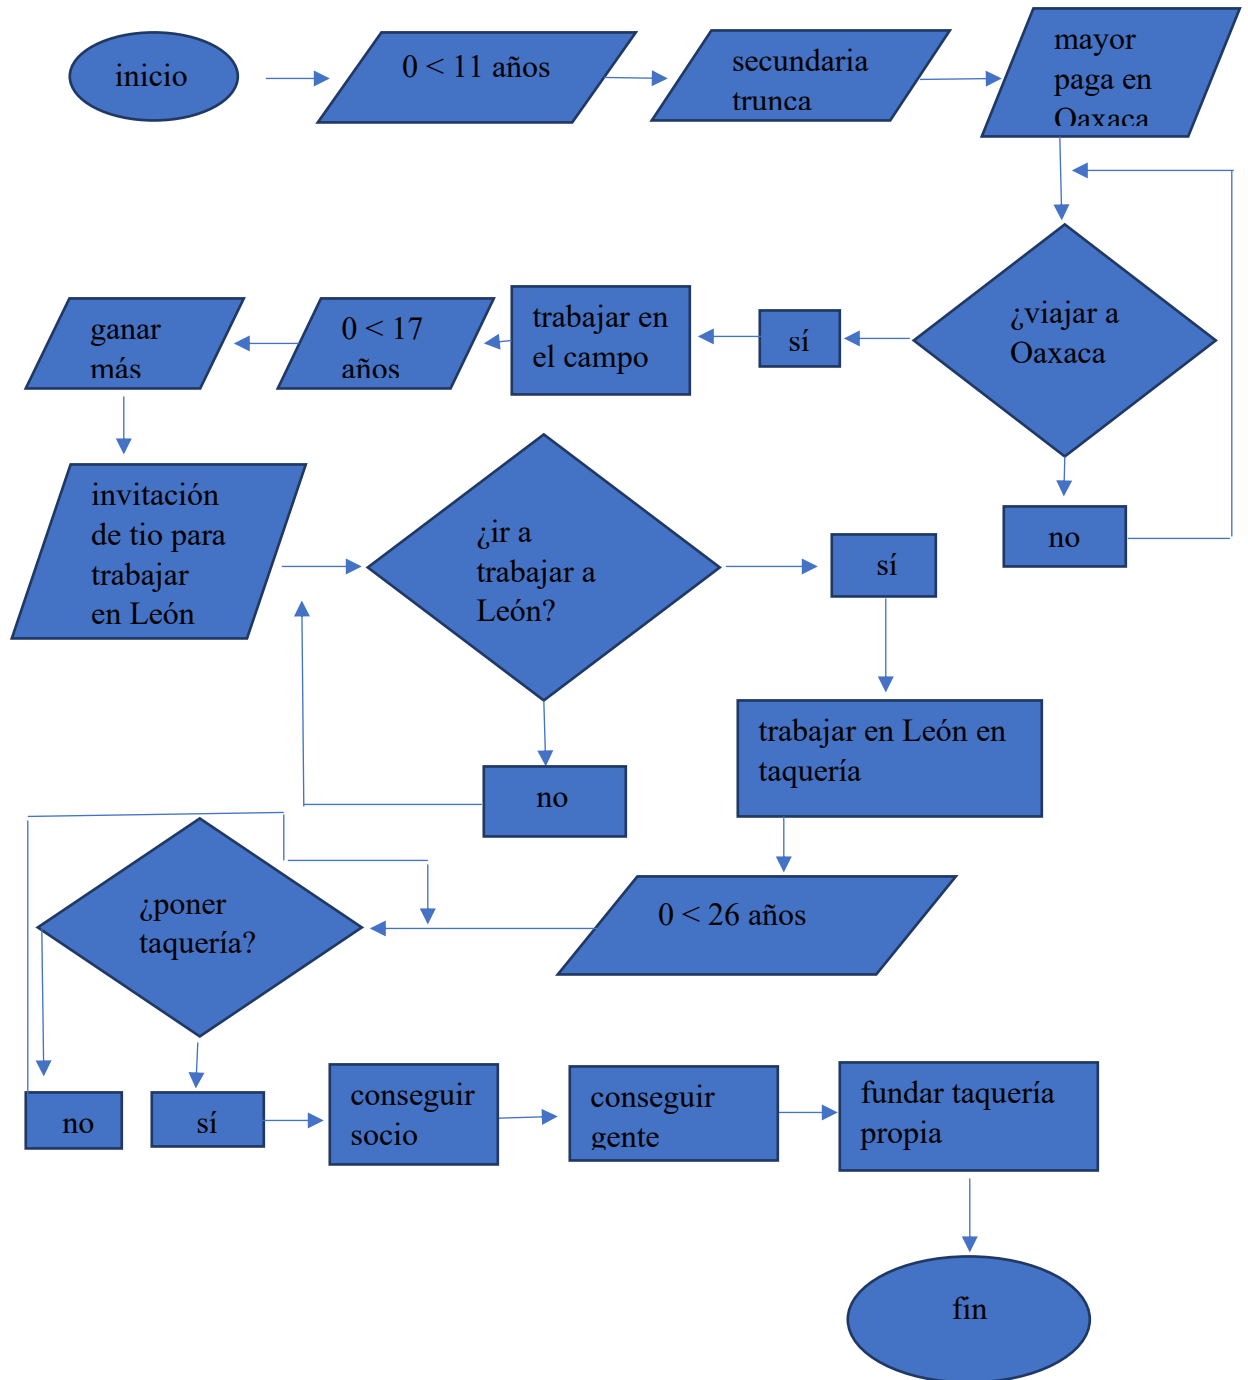 inicio
0 < 11 años
secundaria
trunca
mayor
paga en
Oaxaca
¿viajar a
Oaxaca
sí
trabajar en
el campo
0 < 17
años
ganar
más
no
invitación
de tio para
trabajar
en León
¿ir a
trabajar a
León?
sí
no
trabajar en León en
taquería
0 < 26 años
¿poner
taquería?
no
sí
conseguir
socio
conseguir
gente
fundar taquería
propia
fin